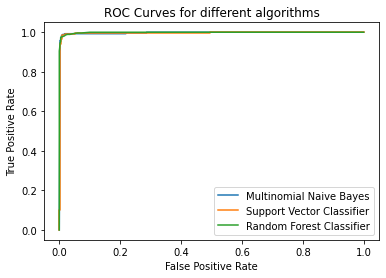 ROC Curves for different algorithms
True Positive Rate
1.0
0.8
0.6
0.4
0.2
0.0
Multinomial Naive Bayes
Support Vector Classifier
Random Forest Classifier
0.0 0.2 0.4 0.6 0.8 1.0
False Positive Rate